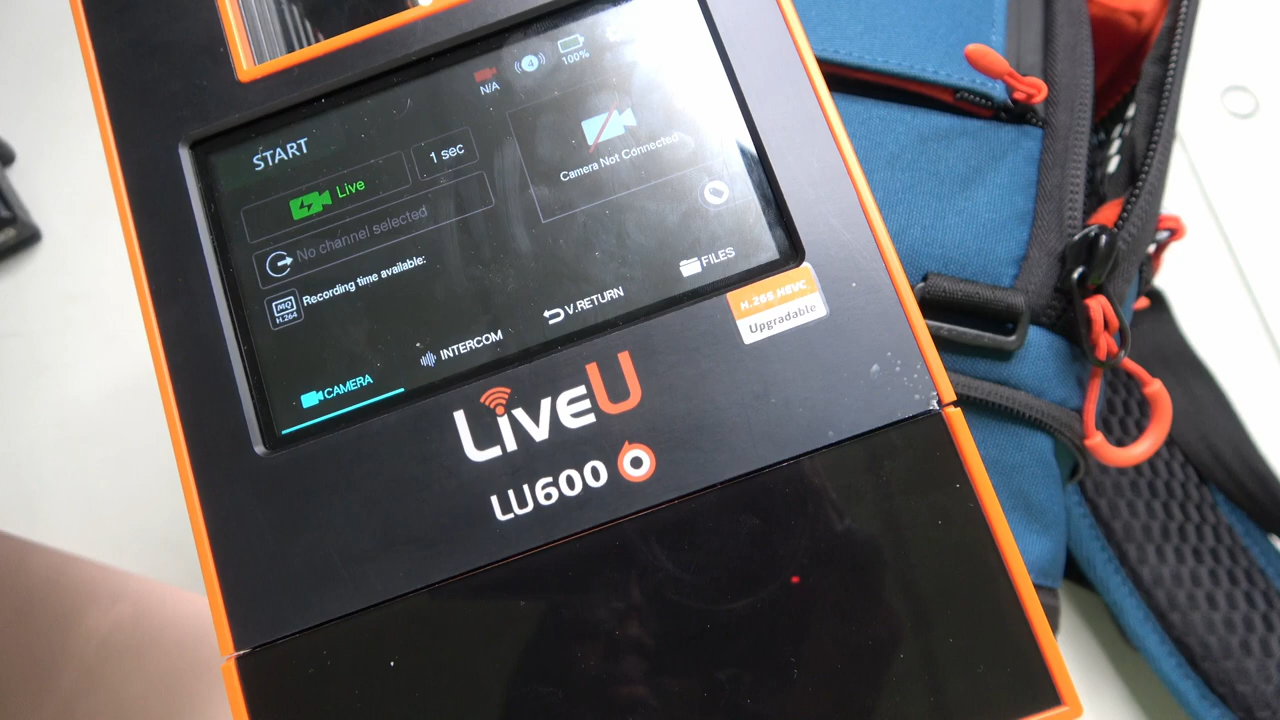 N/A
4
100%
START
Live
1 sec
Camera Not Connected
No channel selected
MQ
H.264
Recording time available:
FILES
V.RETURN
INTERCOM
CAMERA
H.265 HEVC
Upgradable
LiveU
LU600